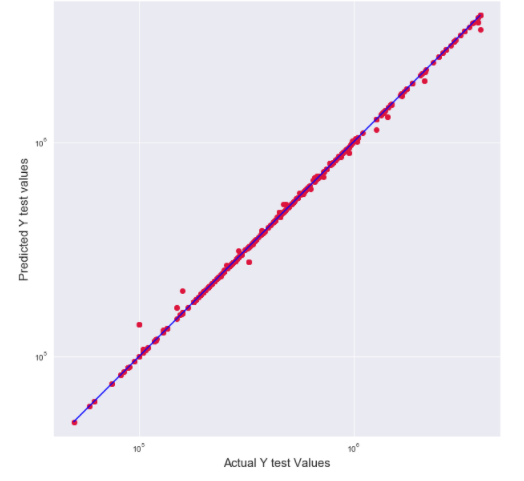 10⁶
10⁵
Predicted Y test values
10⁵
10⁶
Actual Y test Values